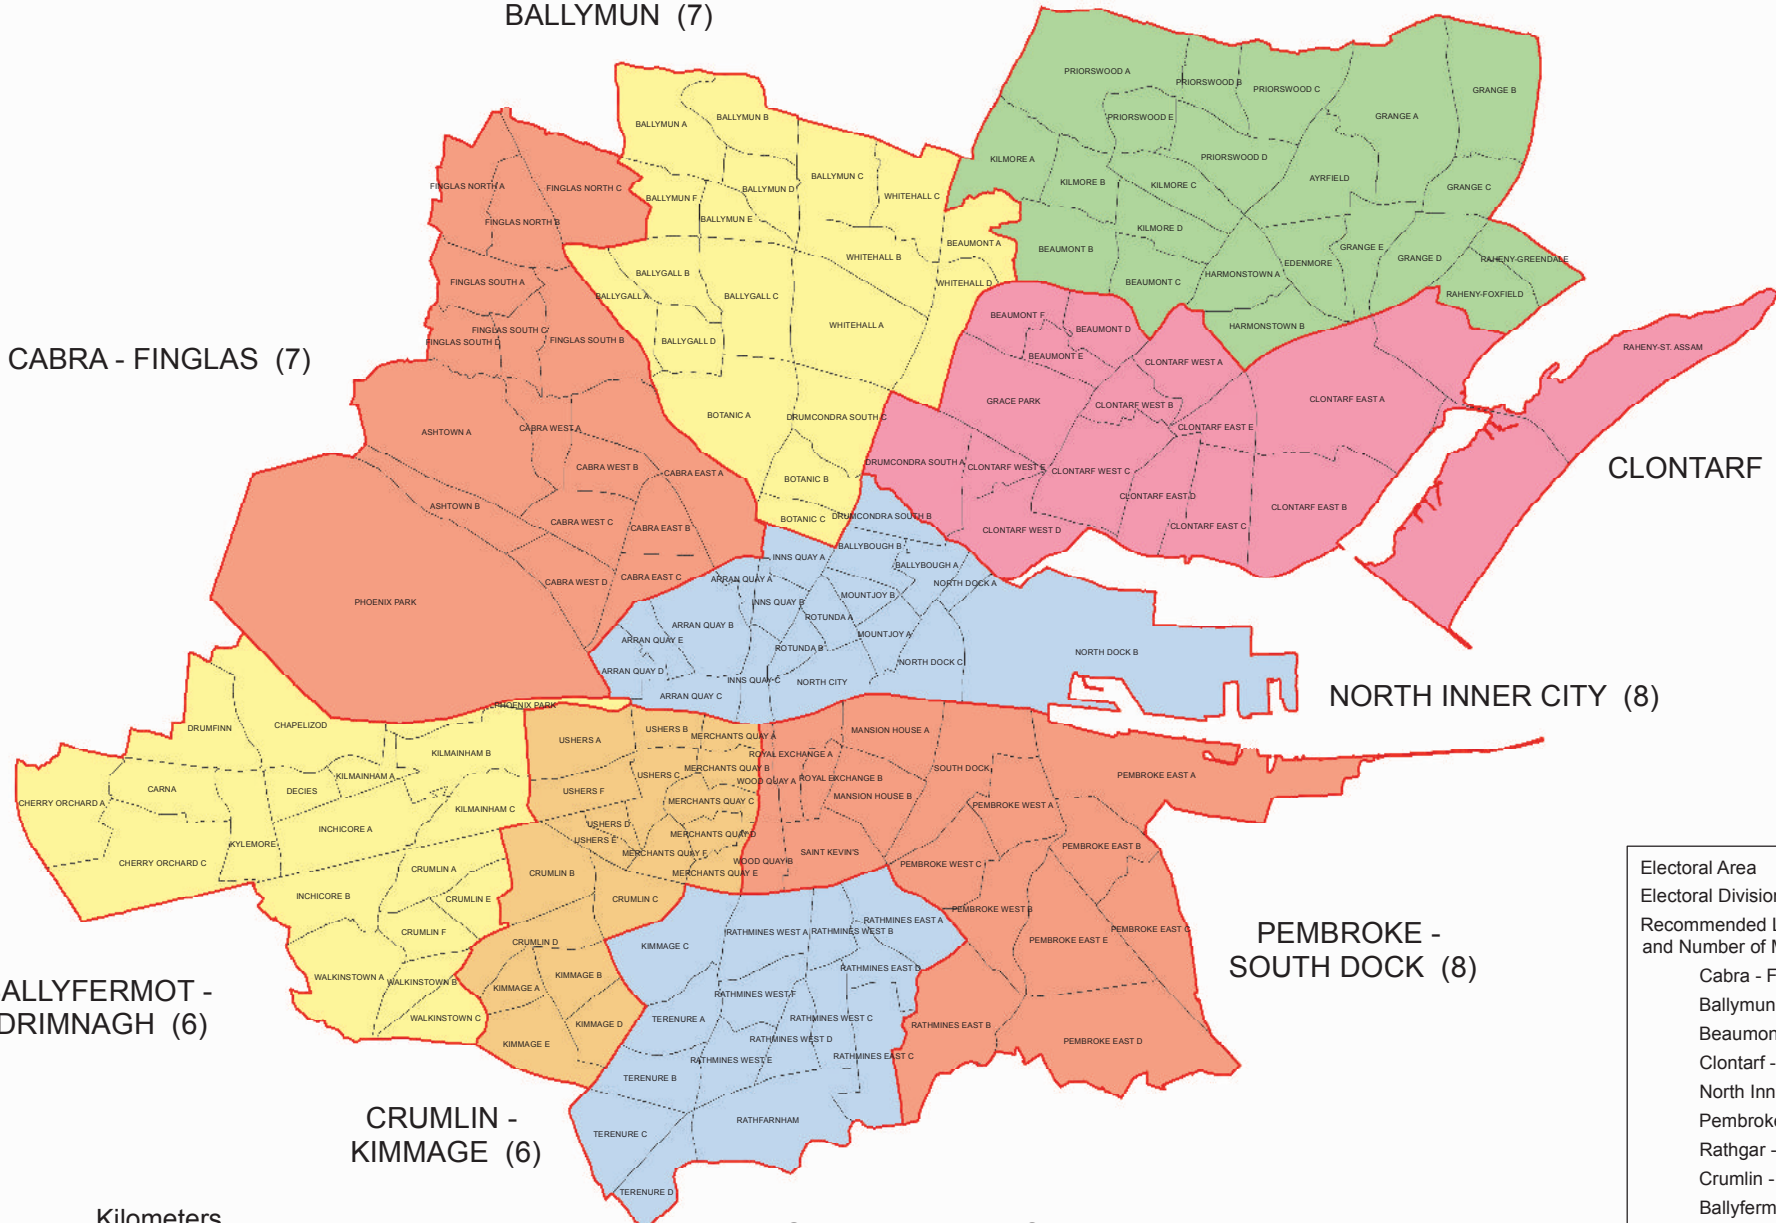 BALLYMUN (7)
PRIORSWOOD A
PRIORSWOOD B
PRIORSWOOD C
GRANGE B
PRIORSWOOD E
GRANGE A
BALLYMUN A
BALLYMUN B
KILMORE A
PRIORSWOOD D
KILMORE B
KILMORE C
AYRFIELD
GRANGE C
BALLYMUN C
BALLYMUN D
WHITEHALL C
BALLYMUN F
BALLYMUN E
FINGLAS NORTH A
FINGLAS NORTH C
FINGLAS NORTH B
KILMORE D
BEAUMONT A
BEAUMONT B
GRANGE E
GRANGE D
RAHENY-GREENDALE
EDENMORE
HARMONSTOWN A
BEAUMONT C
WHITEHALL B
WHITEHALL D
BALLYGALL B
FINGLAS SOUTH A
BALLYGALL A
BALLYGALL C
RAHENY-FOXFIELD
BEAUMONT F
BEAUMONT D
HARMONSTOWN B
WHITEHALL A
FINGLAS SOUTH C
FINGLAS SOUTH D
FINGLAS SOUTH B
BALLYGALL D
BEAUMONT E
CLONTARF WEST A
RAHENY-ST. ASSAM
CABRA - FINGLAS (7)
GRACE PARK
CLONTARF WEST B
CLONTARF EAST A
BOTANIC A
DRUMCONDRA SOUTH C
CLONTARF EAST E
ASHTOWN A
CABRA WEST A
CABRA WEST B
CABRA EAST A
DRUMCONDRA SOUTH A
CLONTARF WEST E
CLONTARF WEST C
CLONTARF
BOTANIC B
CLONTARF EAST D
ASHTOWN B
CLONTARF EAST B
BOTANIC C
DRUMCONDRA SOUTH B
CABRA WEST C
CABRA EAST B
CLONTARF WEST D
CLONTARF EAST C
INNS QUAY A
BALLYBOUGH B
BALLYBOUGH A
CABRA WEST D
CABRA EAST C
ARRAN QUAY A
NORTH DOCK A
PHOENIX PARK
INNS QUAY B
MOUNTJOY B
ROTUNDA A
ARRAN QUAY B
ARRAN QUAY E
MOUNTJOY A
ROTUNDA B
NORTH DOCK B
NORTH DOCK C
ARRAN QUAY D
INNS QUAY C
NORTH CITY
ARRAN QUAY C
NORTH INNER CITY (8)
PHOENIX PARK
DRUMFINN
CHAPELIZOD
USHERS A
USHERS B
MERCHANTS QUAY A
MANSION HOUSE A
KILMAINHAM B
ROYAL EXCHANGE A
KILMAINHAM A
USHERS C
MERCHANTS QUAY B
WOOD QUAY A
ROYAL EXCHANGE B
SOUTH DOCK
PEMBROKE EAST A
CARNA
DECIES
USHERS F
MANSION HOUSE B
CHERRY ORCHARD A
KILMAINHAM C
MERCHANTS QUAY C
PEMBROKE WEST A
INCHICORE A
USHERS D
USHERS E
MERCHANTS QUAY D
KYLEMORE
MERCHANTS QUAY F
SAINT KEVIN'S
PEMBROKE EAST B
CHERRY ORCHARD C
WOOD QUAY B
PEMBROKE WEST C
CRUMLIN A
CRUMLIN B
MERCHANTS QUAY E
INCHICORE B
CRUMLIN E
CRUMLIN C
PEMBROKE WEST B
RATHMINES EAST A
CRUMLIN F
RATHMINES WEST A
RATHMINES WEST B
PEMBROKE EAST C
CRUMLIN D
KIMMAGE C
PEMBROKE EAST E
PEMBROKE -
SOUTH DOCK (8)
WALKINSTOWN A
WALKINSTOWN B
KIMMAGE B
KIMMAGE A
RATHMINES EAST D
RATHMINES WEST F
ALLYFERMOT -
DRIMNAGH (6)
WALKINSTOWN C
KIMMAGE D
TERENURE A
RATHMINES WEST C
RATHMINES EAST B
KIMMAGE E
RATHMINES WEST D
PEMBROKE EAST D
RATHMINES WEST E
RATHMINES EAST C
TERENURE B
CRUMLIN -
KIMMAGE (6)
TERENURE C
RATHFARNHAM
TERENURE D
Kilometers
Electoral Area
Electoral Division
Recommended L
and Number of M
Cabra - F
Ballymun
Beaumon
Clontarf -
North Inn
Pembroke
Rathgar -
Crumlin -
Ballyferm